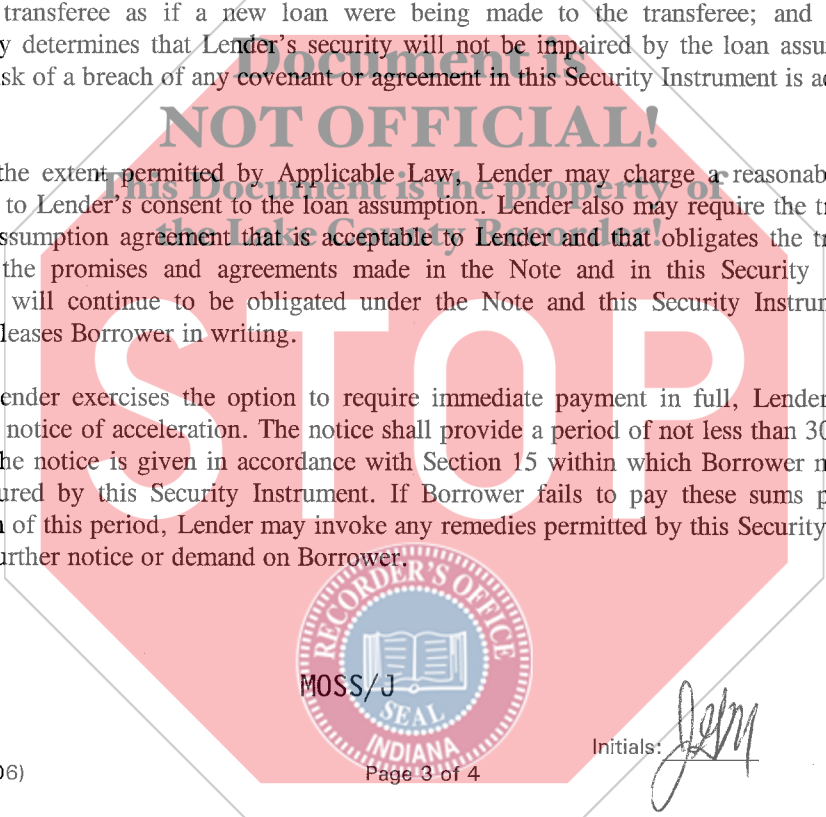 transferee as if a new loan were being made to the transferee; and
y determines that Lender's security will not be impaired by the loan assu
Document is
sk of a breach of any covenant or agreement in this Security Instrument is a
NOT OFFICIAL!
the extent permitted by Applicable Law, Lender may charge a reasonab
This Document is the property of
to Lender's consent to the loan assumption. Lender also may require the t
ssumption agreement that is acceptable to Lender and that obligates the t
the Lake County Recorder!
the promises and agreements made in the Note and in this Security
will continue to be obligated under the Note and this Security Instru
leases Borrower in writing.
STOP
ender exercises the option to require immediate payment in full, Lender
notice of acceleration. The notice shall provide a period of not less than 30
he notice is given in accordance with Section 15 within which Borrower
ured by this Security Instrument. If Borrower fails to pay these sums p
n of this period, Lender may invoke any remedies permitted by this Security
urther notice or demand on Borrower.
RECORDER'S OFFICE
MOSS/J
SEAL
INDIANA
Initials:
06)
Page 3 of 4